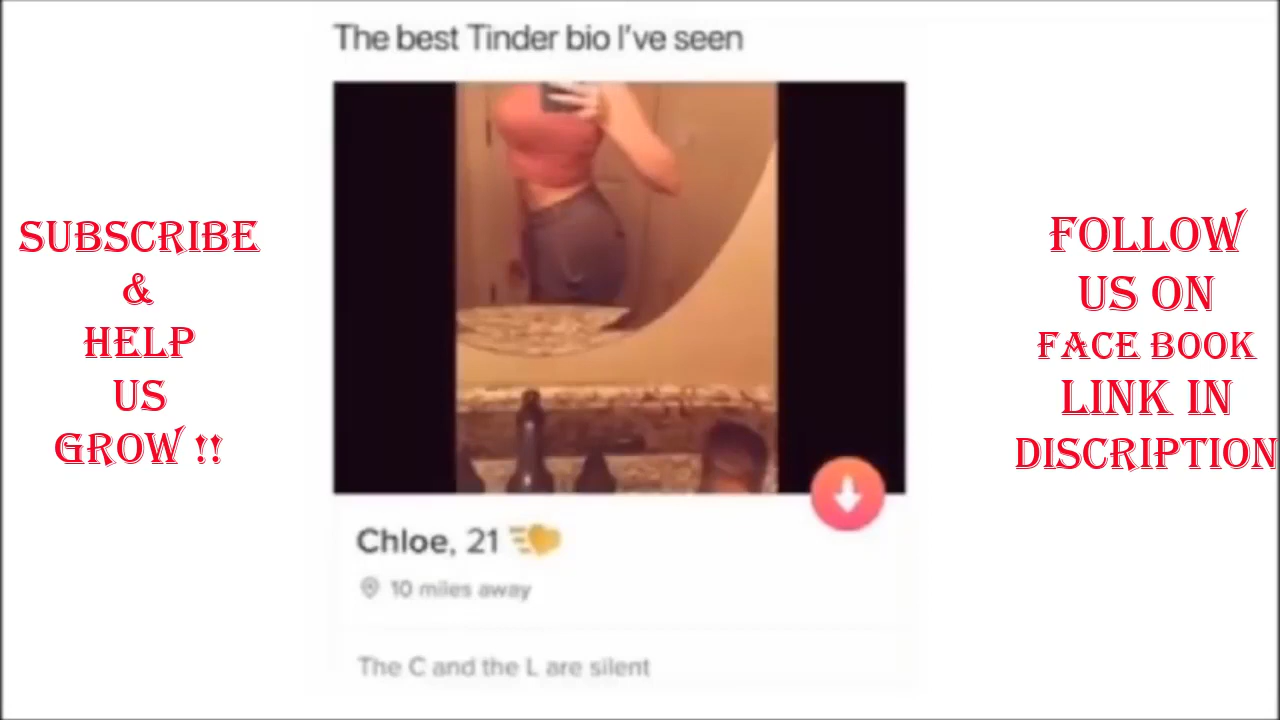 The best Tinder bio I've seen
SUBSCRIBE
&
HELP
US
GROW !!
FOLLOW
US ON
FACE BOOK
LINK IN
DISCRIPTION
Chloe, 21
10 miles away
The C and the L are silent